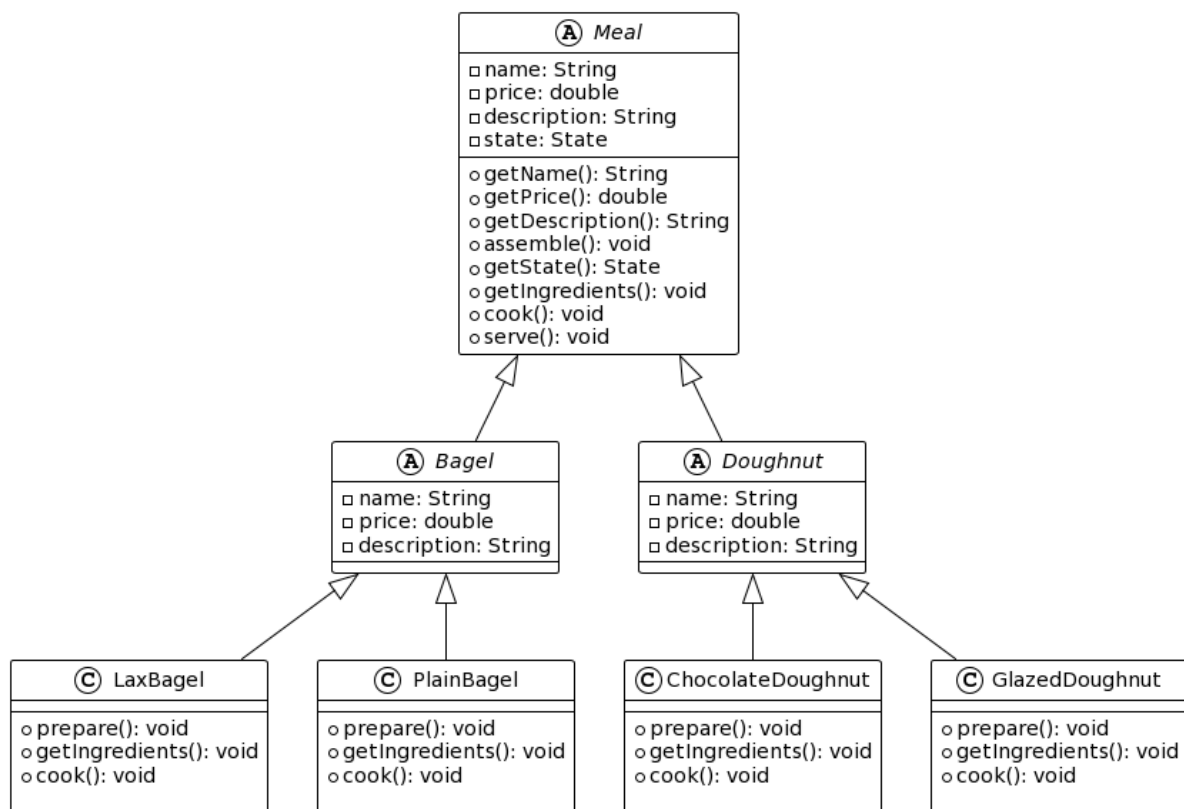 A Meal
name: String
price: double
description: String
state: State
getName(): String
getPrice(): double
getDescription(): String
assemble(): void
getState(): State
getIngredients(): void
cook(): void
serve(): void
A Bagel
name: String
price: double
description: String
A Doughnut
name: String
price: double
description: String
C LaxBagel
prepare(): void
getIngredients(): void
cook(): void
C PlainBagel
prepare(): void
getIngredients(): void
cook(): void
C ChocolateDoughnut
prepare(): void
getIngredients(): void
cook(): void
C GlazedDoughnut
prepare(): void
getIngredients(): void
cook(): void